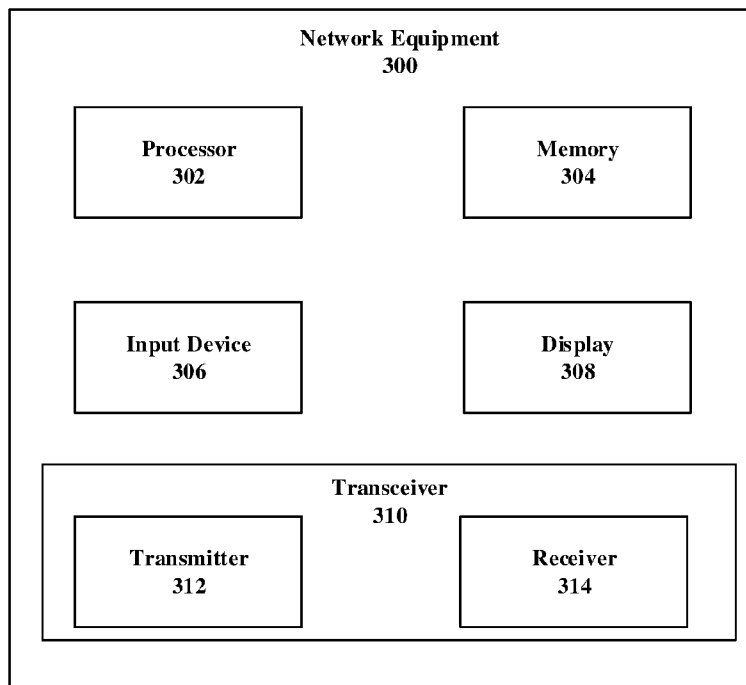 Network Equipment
300
Processor
302
Memory
304
Input Device
306
Display
308
Transceiver
310
Transmitter
312
Receiver
314